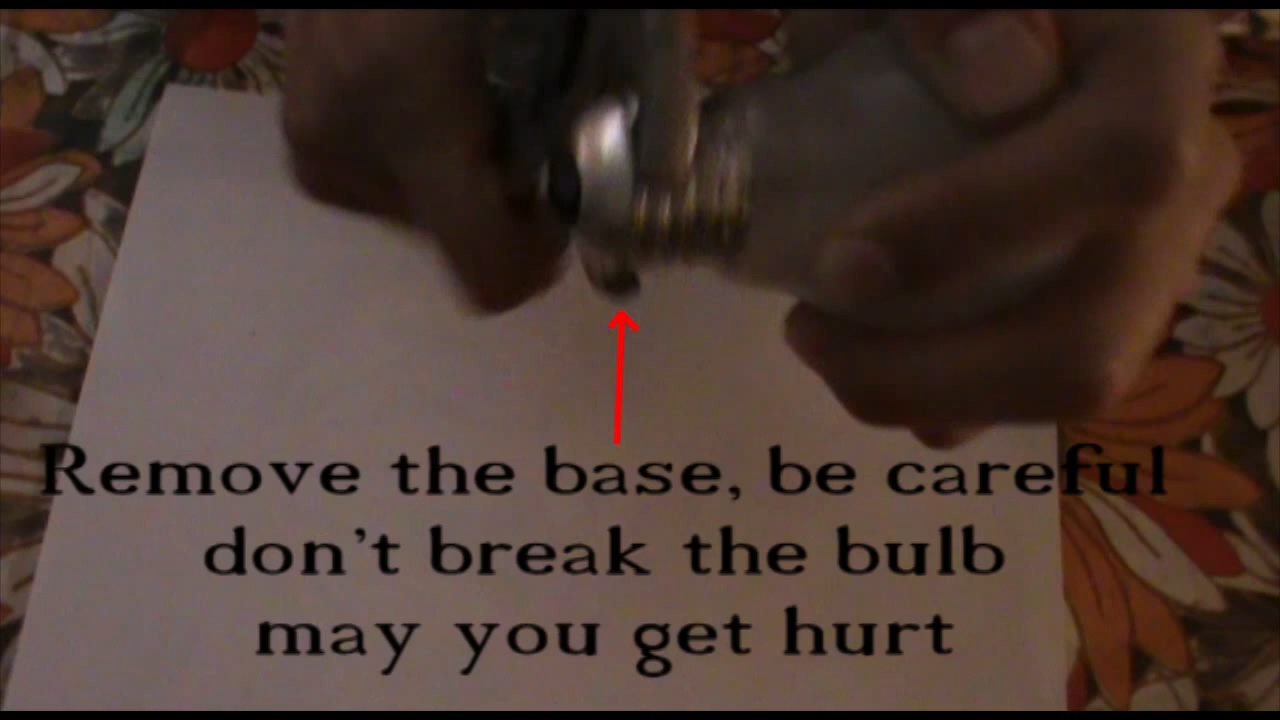 Remove the base, be careful
don't break the bulb
may you get hurt